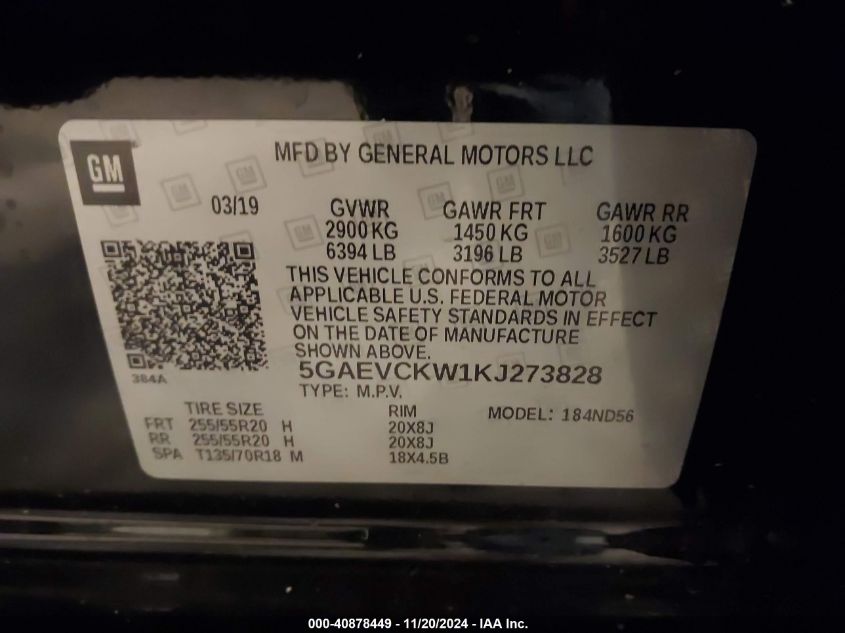 GM
MFD BY GENERAL MOTORS LLC
03/19
GVWR GAWR FRT GAWR RR
2900 KG 1450 KG 1600 KG
6394 LB 3196 LB 3527 LB
THIS VEHICLE CONFORMS TO ALL
APPLICABLE U.S. FEDERAL MOTOR
VEHICLE SAFETY STANDARDS IN EFFECT
ON THE DATE OF MANUFACTURE
SHOWN ABOVE.
384A
5GAEVCKW1KJ273828
TYPE: M.P.V.
TIRE SIZE RIM MODEL: 184ND56
FRT 255/55R20 H 20X8J
RR 255/55R20 H 20X8J
SPA T135/70R18 M 18X4.5B
000-40878449 - 11/20/2024 - IAA Inc.